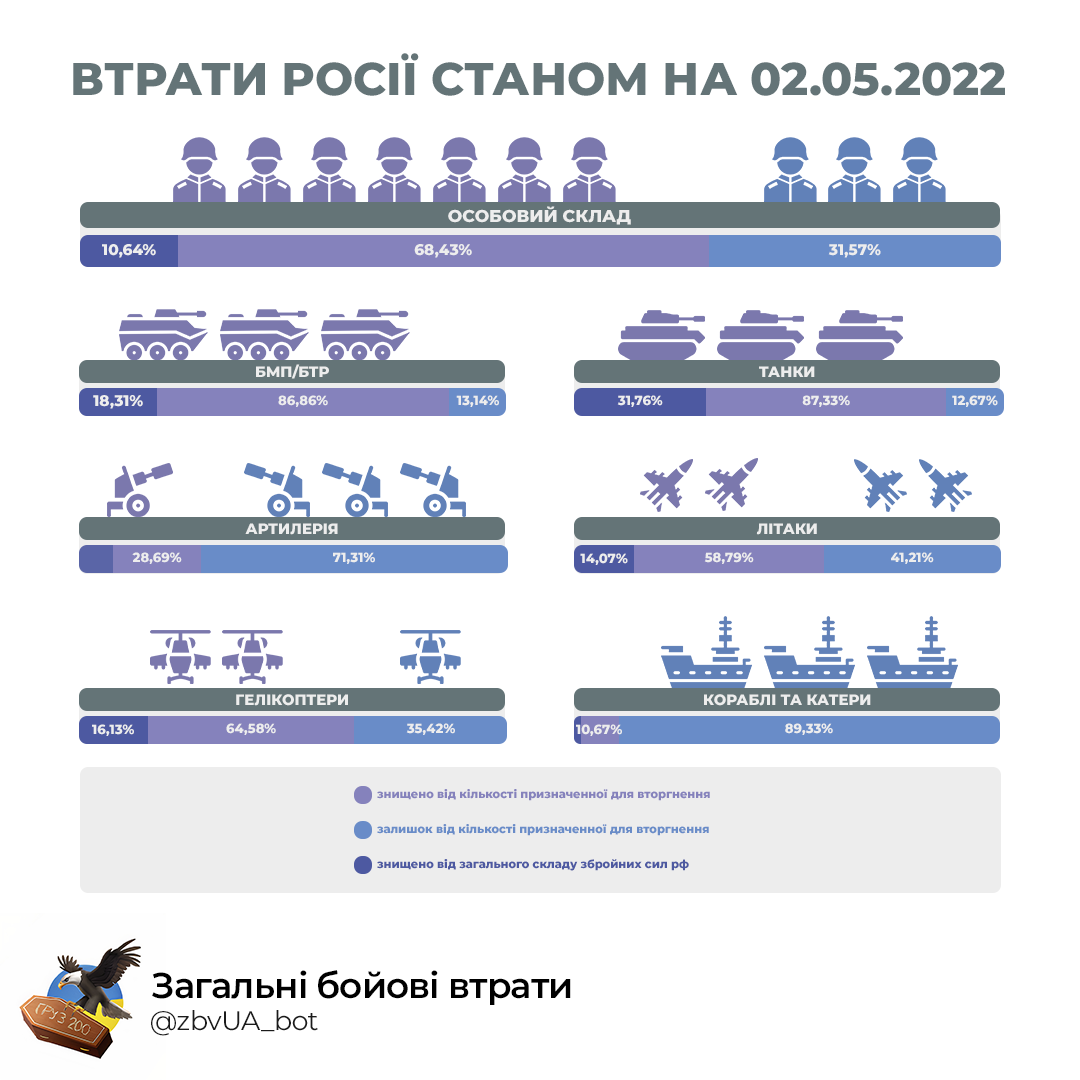 ВТРАТИ РОСІЇ СТАНОМ НА 02.05.2022
ОСОБОВИЙ СКЛАД
10,64% 68,43% 31,57%
БМП/БТР
18,31% 86,86% 13,14%
ТАНКИ
31,76% 87,33% 12,67%
АРТИЛЕРІЯ
28,69% 71,31%
ЛІТАКИ
14,07% 58,79% 41,21%
ГЕЛІКОПТЕРИ
16,13% 64,58% 35,42%
КОРАБЛІ ТА КАТЕРИ
10,67% 89,33%
знищено від кількості призначенної для вторгнення
залишок від кількості призначенної для вторгнення
знищено від загального складу збройних сил рф
ГРУЗ 200
Загальні бойові втрати
@zbvUA_bot